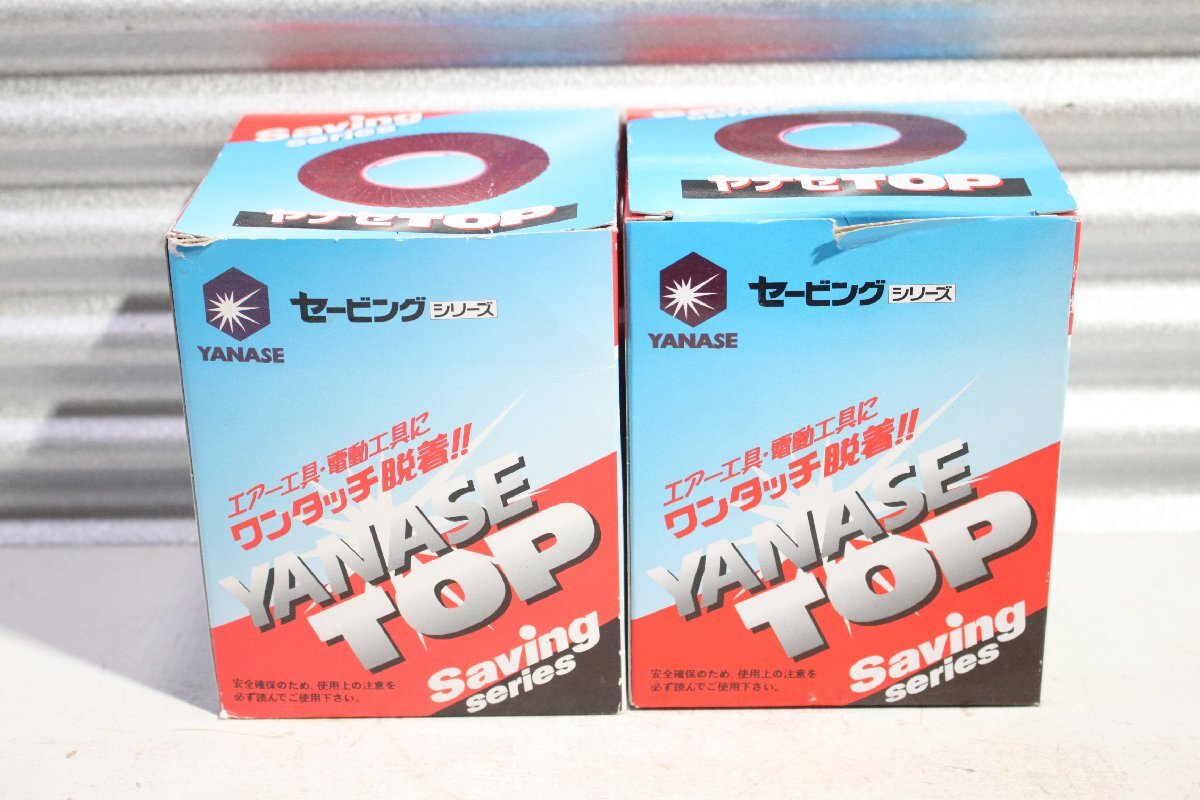 Saving
series
ヤナセTOP
YANASE
セービング シリーズ
エアー工具・電動工具に
ワンタッチ脱着!!
YANASE
TOP
Saving
series
安全確保のため、使用上の注意を
必ず読んでご使用下さい。
Saving
series
ヤナセTOP
YANASE
セービング シリーズ
エアー工具・電動工具に
ワンタッチ脱着!!
YANASE
TOP
Saving
series
安全確保のため、使用上の注意を
必ず読んでご使用下さい。